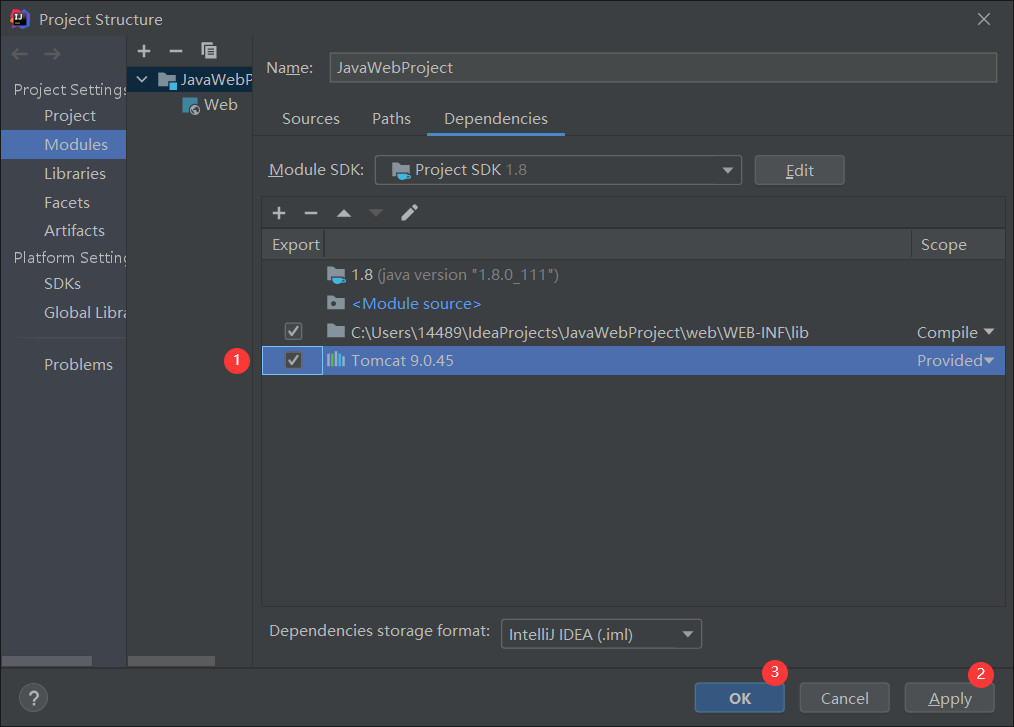 Project Structure
Project Settings
Project
Modules
Libraries
Facets
Artifacts
Platform Setting
SDKs
Global Libra
Problems
JavaWebP
Web
Name: JavaWebProject
Sources Paths Dependencies
Module SDK: Project SDK 1.8 Edit
Export Scope
1.8 (java version "1.8.0_111")
<Module source>
C:\Users\14489\IdeaProjects\JavaWebProject\web\WEB-INF\lib Compile
1 Tomcat 9.0.45 Provided
Dependencies storage format: IntelliJ IDEA (.iml)
3 2
? OK Cancel Apply